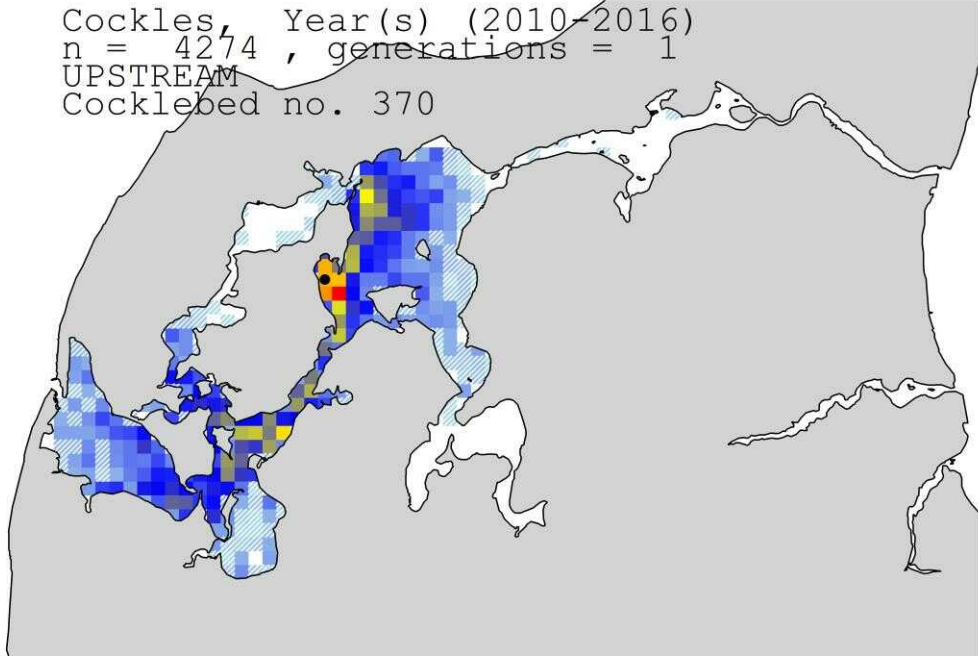 Cockles, Year(s) (2010-2016)
n = 4274 , generations = 1
UPSTREAM
Cocklebed no. 370